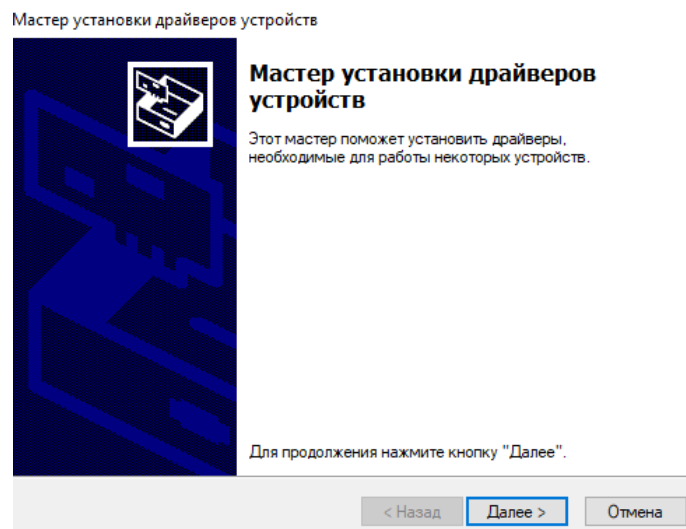 Мастер установки драйверов устройств
Мастер установки драйверов
устройств
Этот мастер поможет установить драйверы,
необходимые для работы некоторых устройств.
Для продолжения нажмите кнопку "Далее".
< Назад
Далее >
Отмена